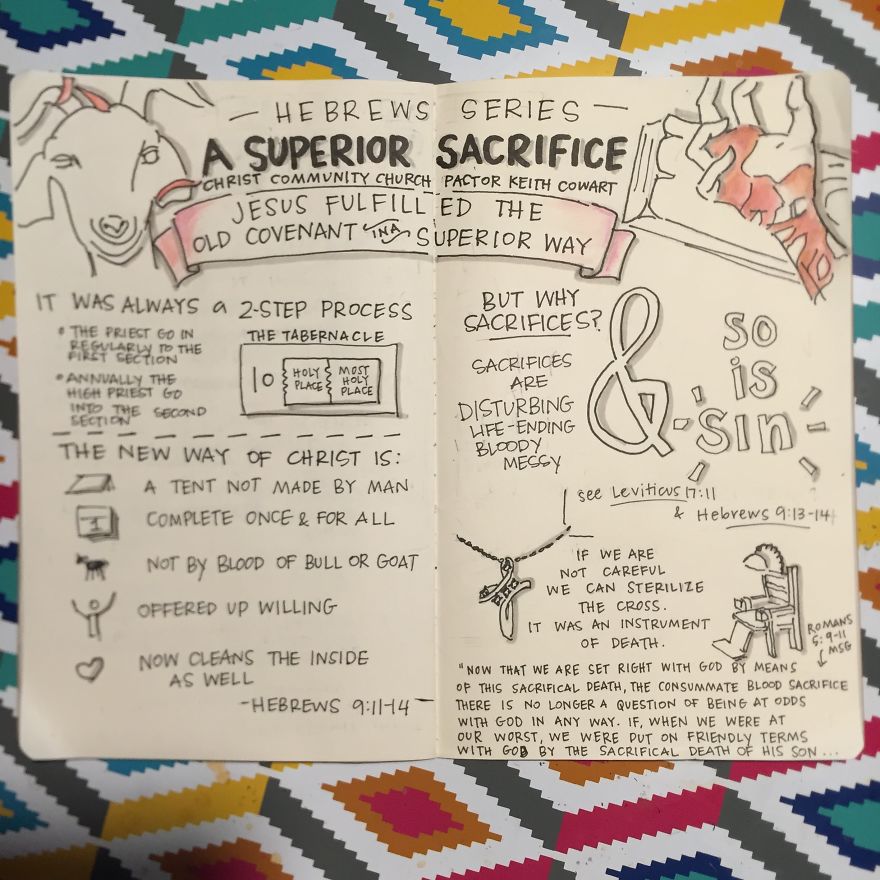 — HEBREWS SERIES —
A SUPERIOR SACRIFICE
CHRIST COMMUNITY CHURCH PACTOR KEITH COWART
JESUS FULFILLED THE
OLD COVENANT IN A SUPERIOR WAY
IT WAS ALWAYS a 2-STEP PROCESS
• THE PRIEST GO IN
REGULARLY TO THE
FIRST SECTION
• ANNUALLY THE
HIGH PRIEST GO
INTO THE SECOND
SECTION
THE TABERNACLE
HOLY
PLACE
MOST
HOLY
PLACE
THE NEW WAY OF CHRIST IS:
A TENT NOT MADE BY MAN
1
COMPLETE ONCE & FOR ALL
NOT BY BLOOD OF BULL OR GOAT
OFFERED UP WILLING
NOW CLEANS THE INSIDE
AS WELL
-HEBREWS 9:11-14
BUT WHY
SACRIFICES?
SACRIFICES
ARE
DISTURBING
LIFE-ENDING
BLOODY
MESSY
&
SO
is
Sin
see Leviticus 17:11
& Hebrews 9:13-14
IF WE ARE
NOT CAREFUL
WE CAN STERILIZE
THE CROSS.
IT WAS AN INSTRUMENT
OF DEATH.
ROMANS
5:9-11
MSG
"NOW THAT WE ARE SET RIGHT WITH GOD BY MEANS
OF THIS SACRIFICAL DEATH, THE CONSUMMATE BLOOD SACRIFICE
THERE IS NO LONGER A QUESTION OF BEING AT ODDS
WITH GOD IN ANY WAY. IF, WHEN WE WERE AT
OUR WORST, WE WERE PUT ON FRIENDLY TERMS
WITH GOD BY THE SACRIFICAL DEATH OF HIS SON...